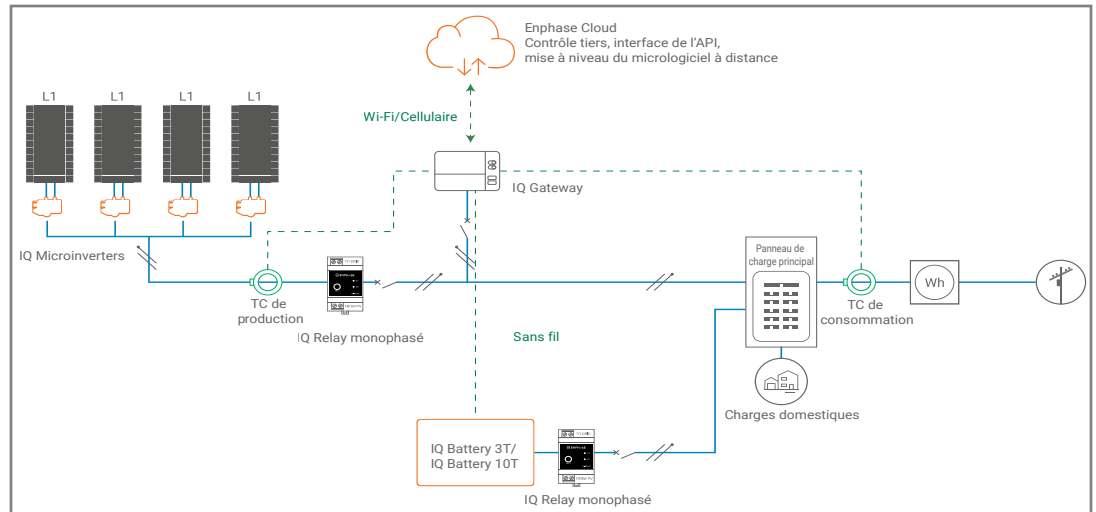 Enphase Cloud
Contrôle tiers, interface de l'API,
mise à niveau du micrologiciel à distance
L1
L1
L1
L1
Wi-Fi/Cellulaire
IQ Gateway
IQ Microinverters
Panneau de
charge principal
TC de
production
IQ Relay monophasé
Wh
TC de
consommation
Sans fil
Charges domestiques
IQ Battery 3T/
IQ Battery 10T
IQ Relay monophasé